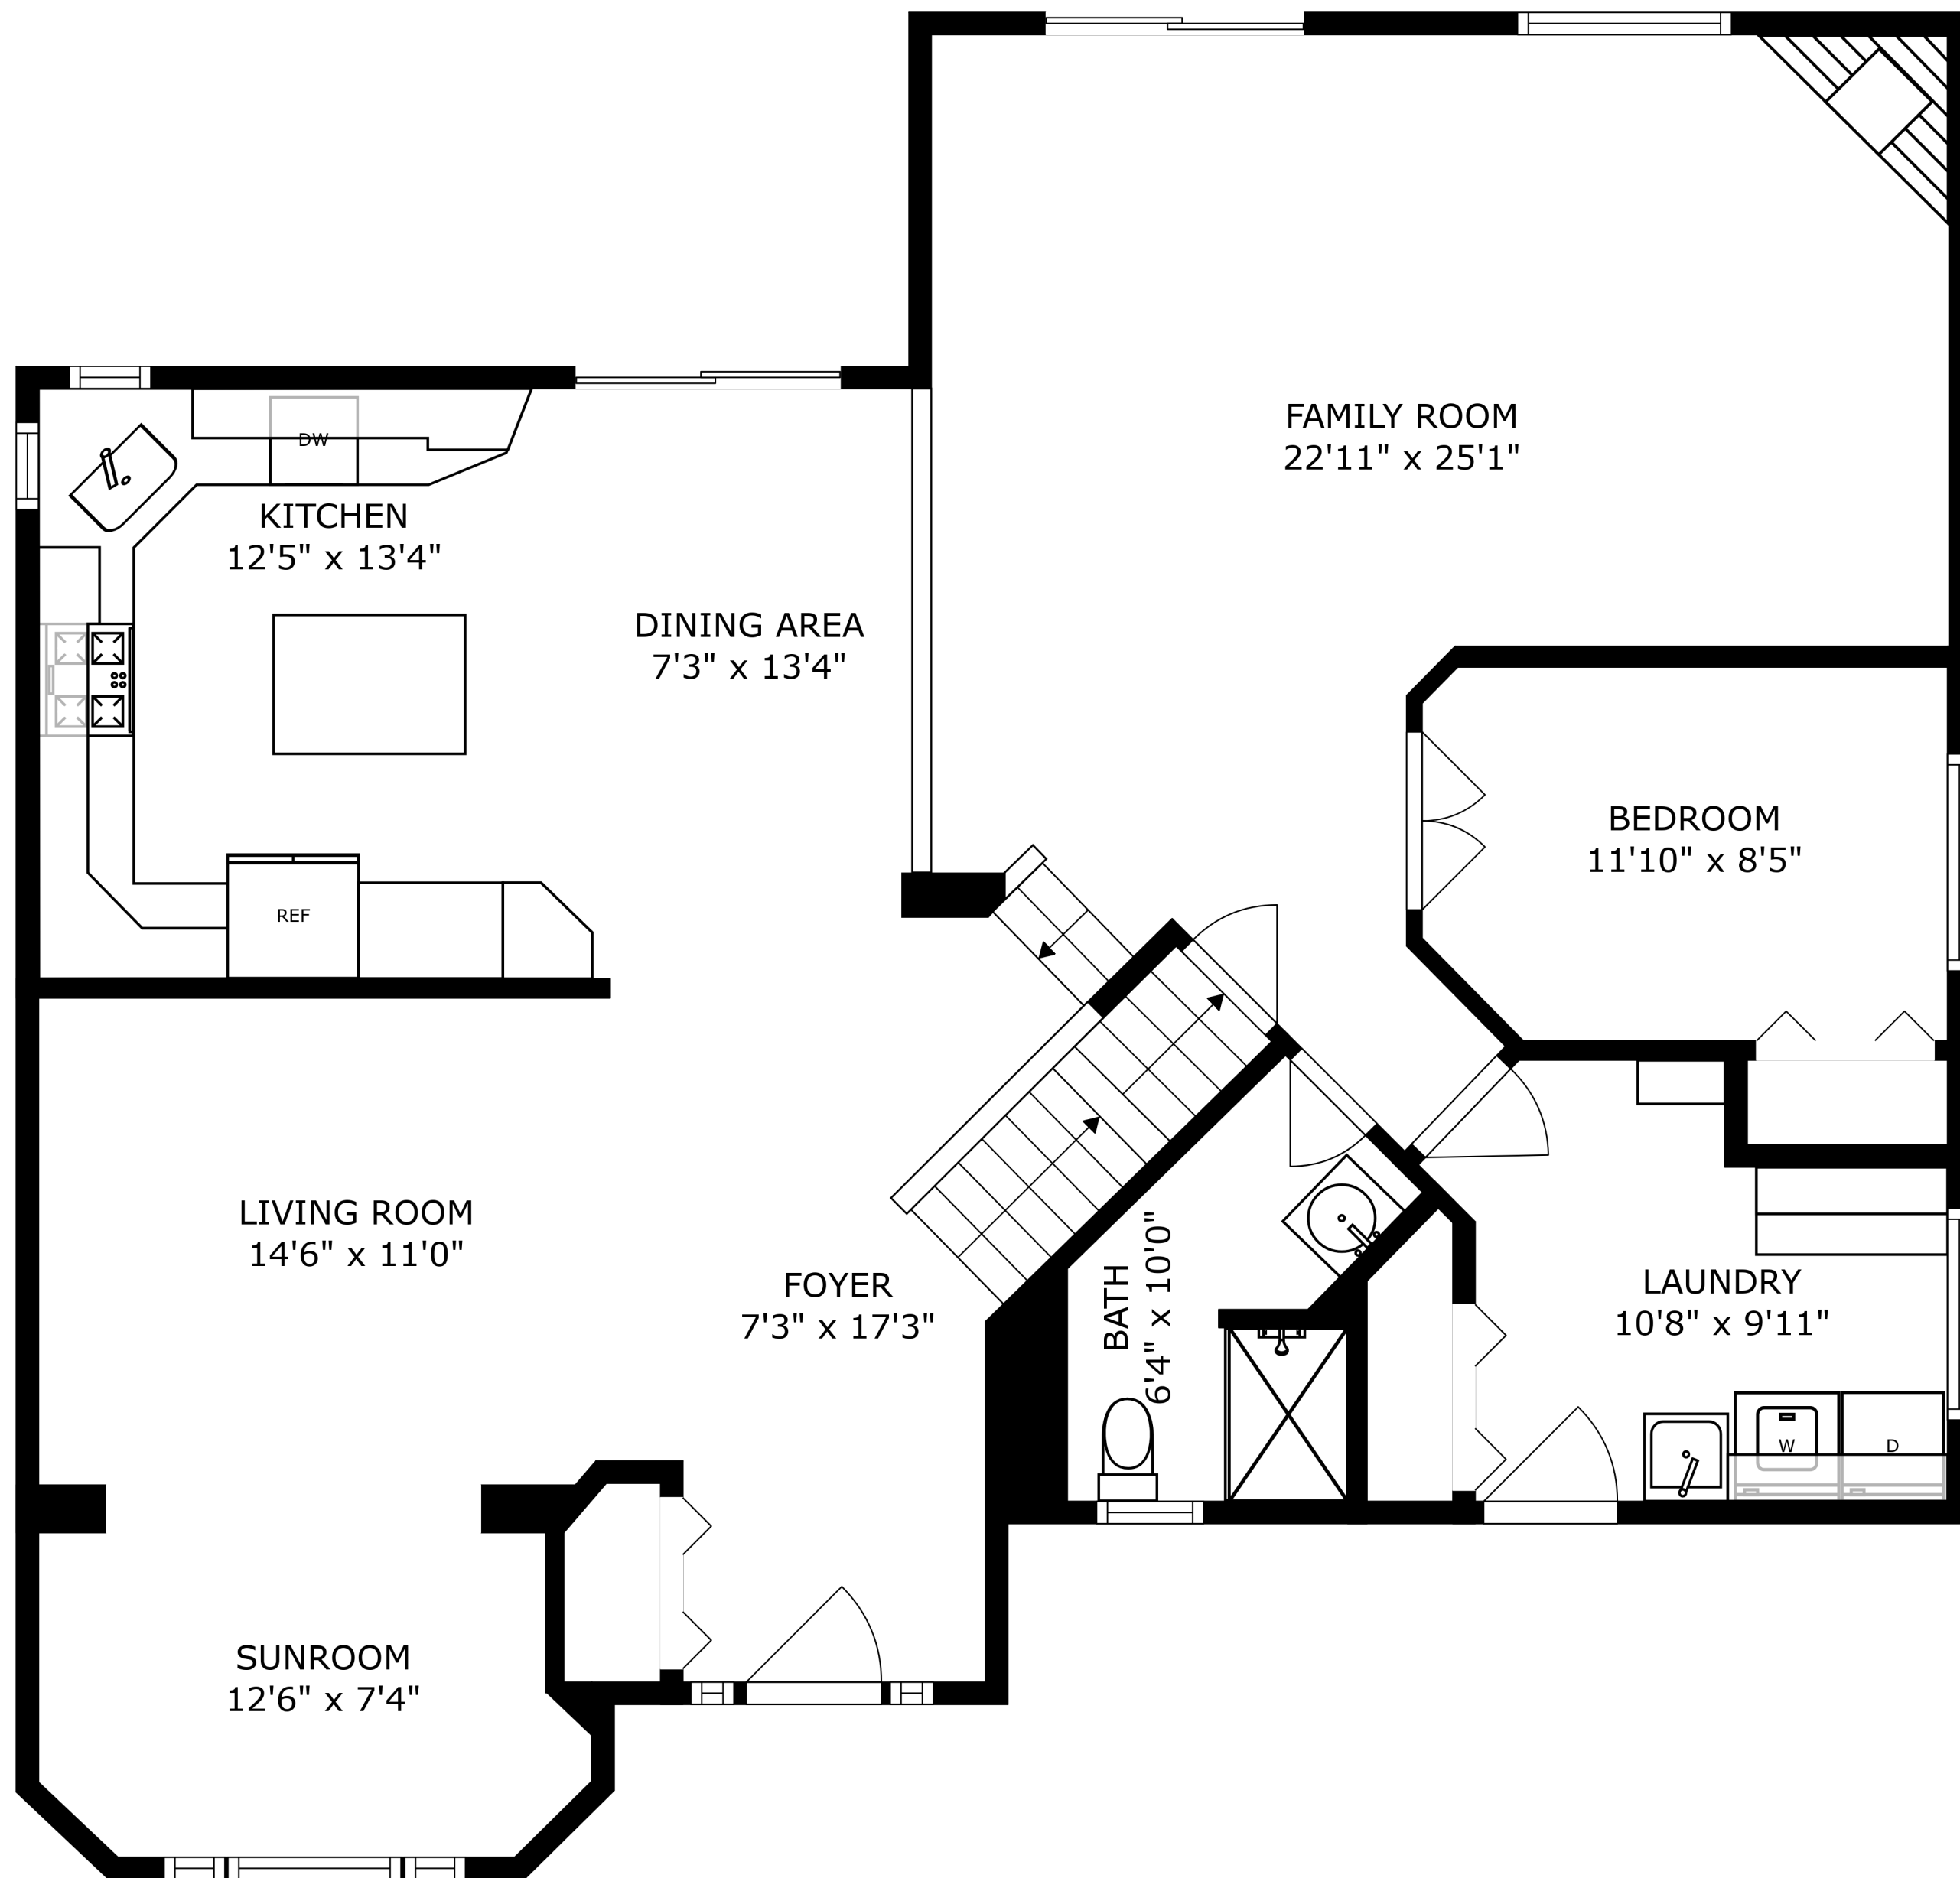 FAMILY ROOM
22'11" x 25'1"
DW
KITCHEN
12'5" x 13'4"
DINING AREA
7'3" x 13'4"
BEDROOM
11'10" x 8'5"
REF
LIVING ROOM
14'6" x 11'0"
FOYER
7'3" x 17'3"
BATH
6'4" x 10'0"
LAUNDRY
10'8" x 9'11"
W
D
SUNROOM
12'6" x 7'4"